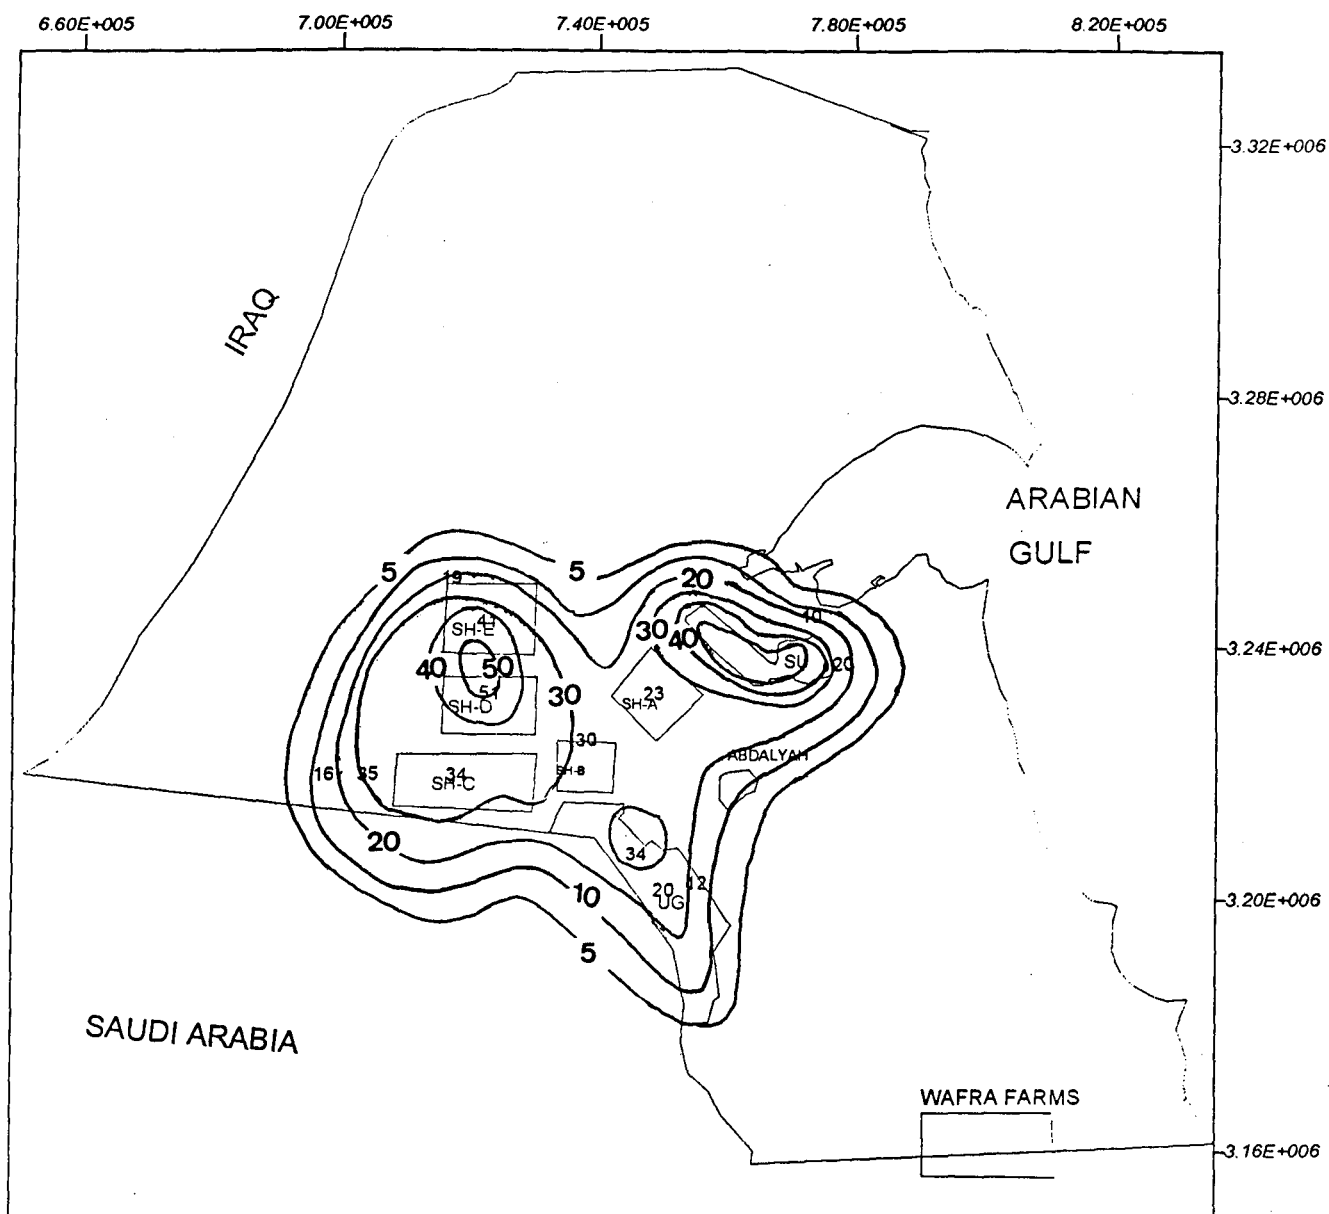 6.60E+005 7.00E+005 7.40E+005 7.80E+005 8.20E+005
3.32E+006
IRAQ
3.28E+006
ARABIAN
GULF
5 5
19 20
10
41
SH-E 30 40
3.24E+006
40 50 SU 20
51 30 23
SH-D SH-A
30
ABDALYAH
16 35 34 SH-B
SH-C
20 34
20 12
10 UG
3.20E+006
5
SAUDI ARABIA
WAFRA FARMS
3.16E+006